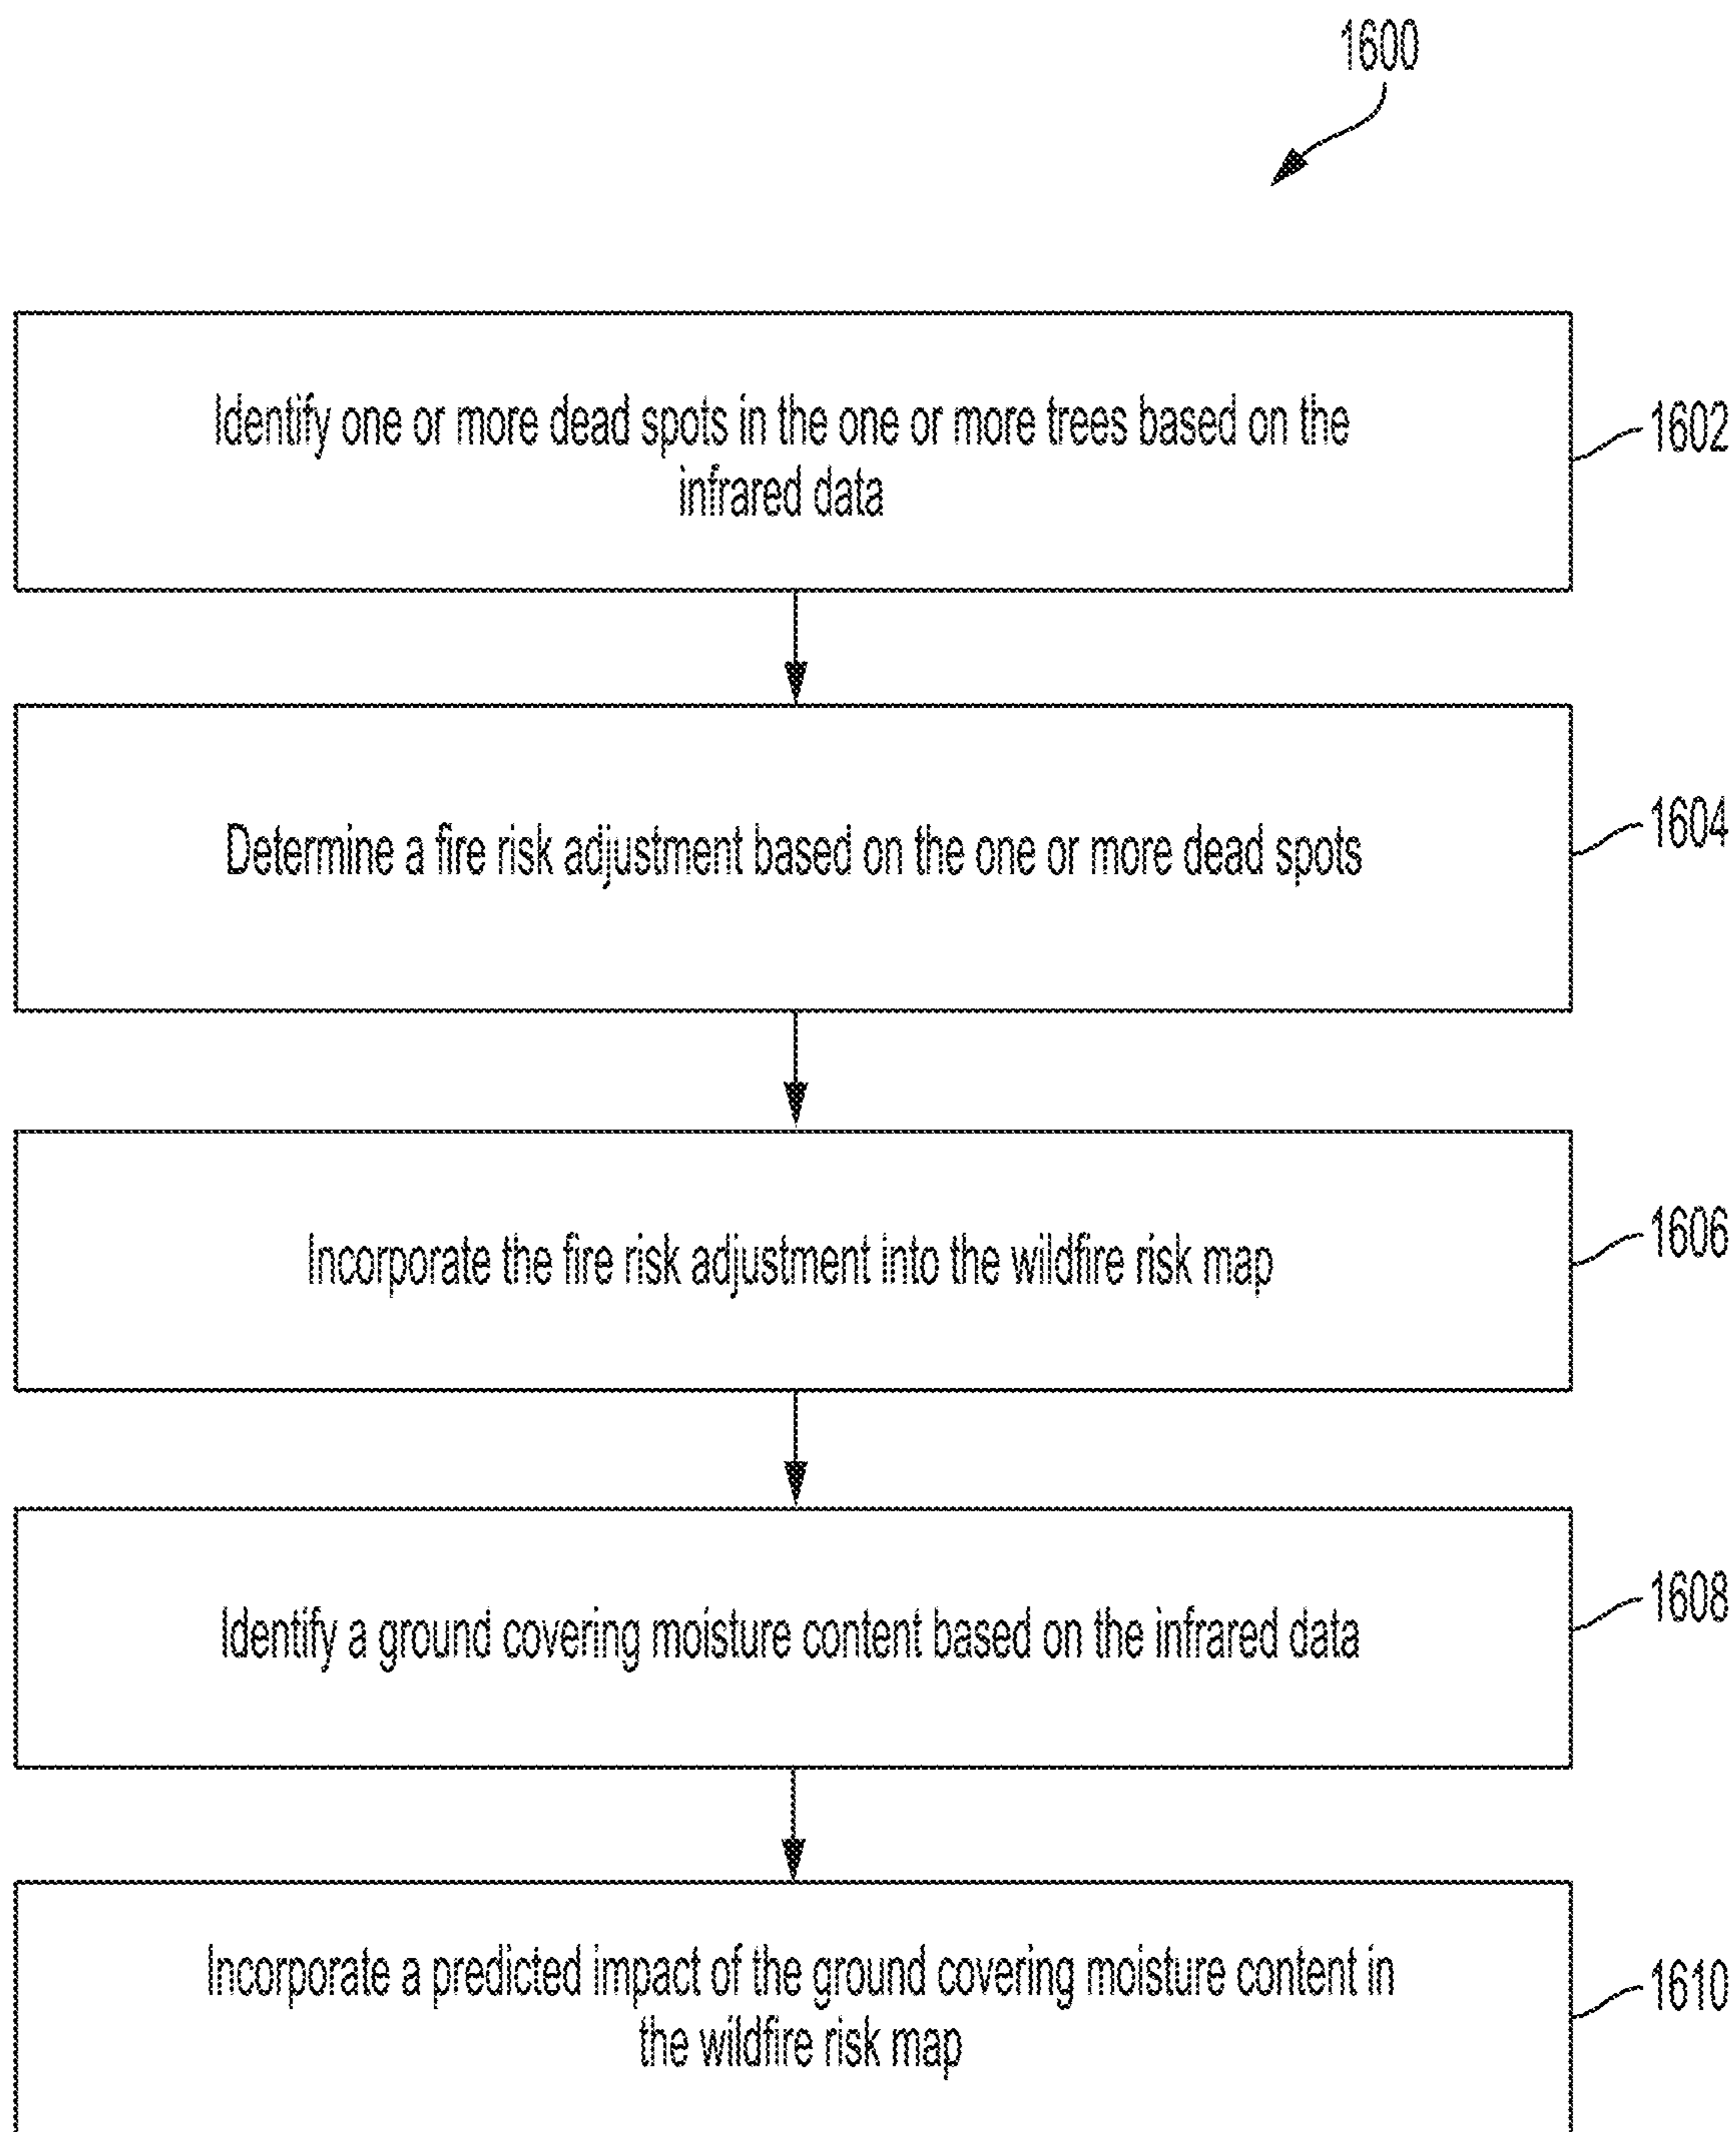 1600
Identify one or more dead spots in the one or more trees based on the
infrared data
1602
Determine a fire risk adjustment based on the one or more dead spots
1604
Incorporate the fire risk adjustment into the wildfire risk map
1606
Identify a ground covering moisture content based on the infrared data
1608
Incorporate a predicted impact of the ground covering moisture content in
the wildfire risk map
1610